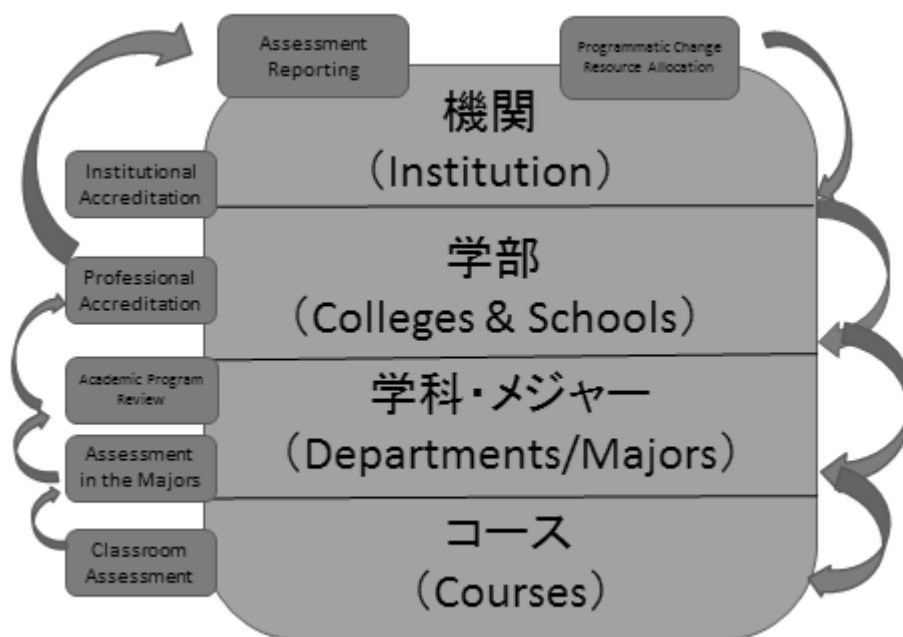 Assessment
Reporting
Programmatic Change
Resource Allocation
機関
（Institution）
Institutional
Accreditation
学部
（Colleges & Schools）
Professional
Accreditation
Academic Program
Review
学科・メジャー
（Departments/Majors）
Assessment
in the Majors
コース
（Courses）
Classroom
Assessment